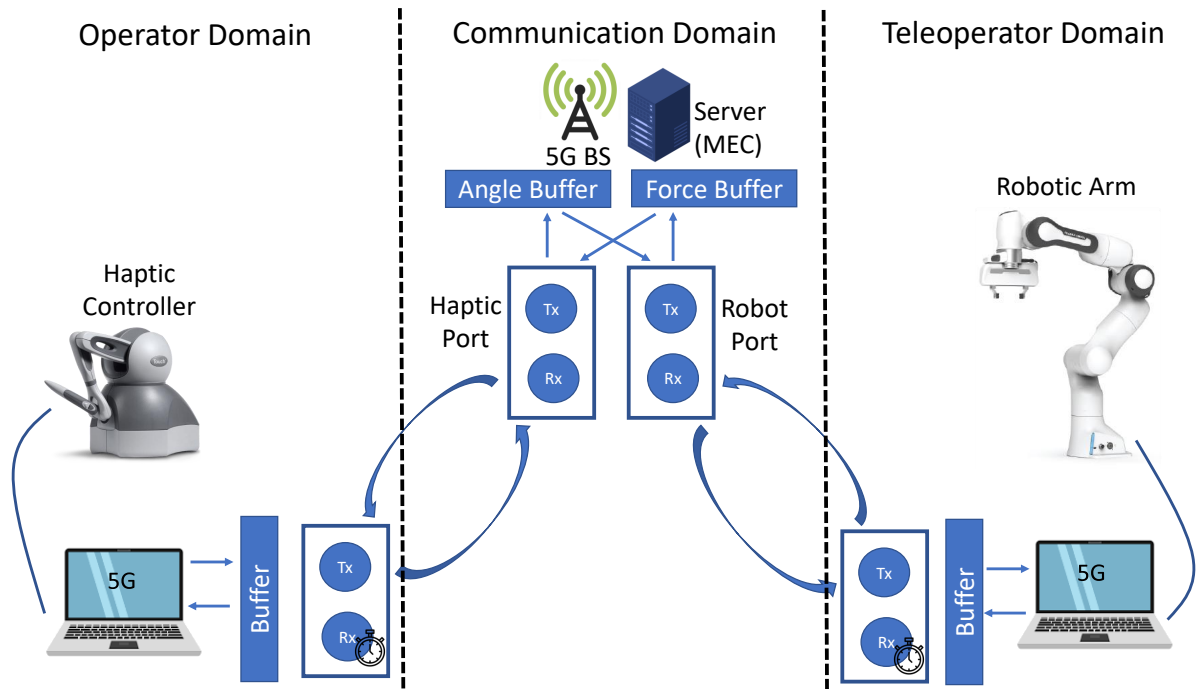 Operator Domain
Communication Domain
Teleoperator Domain
Server
(MEC)
5G BS
Angle Buffer
Force Buffer
Robotic Arm
Haptic
Controller
Haptic
Port
Tx
Rx
Tx
Rx
Robot
Port
5G
Buffer
Tx
Rx
Tx
Rx
Buffer
5G